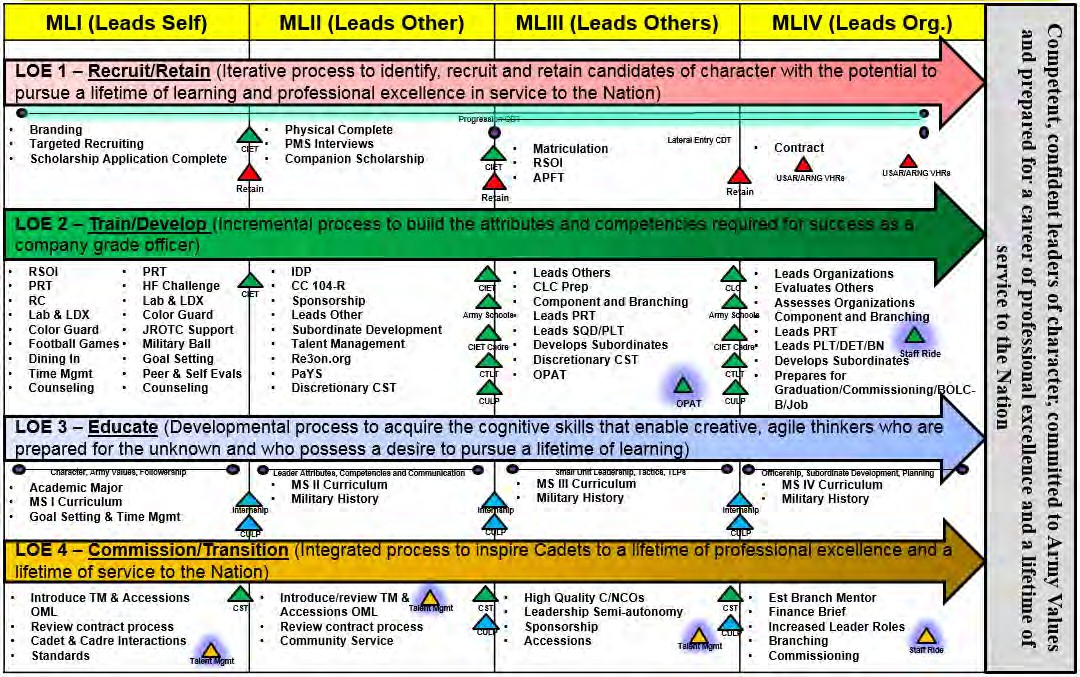 MLI (Leads Self)
MLII (Leads Other)
MLIII (Leads Others)
MLIV (Leads Org.)
LOE 1 – Recruit/Retain (Iterative process to identify, recruit and retain candidates of character with the potential to
pursue a lifetime of learning and professional excellence in service to the Nation)
Progression CDT
Lateral Entry CDT
• Branding
• Targeted Recruiting
• Scholarship Application Complete
CIET
Retain
• Physical Complete
• PMS Interviews
• Companion Scholarship
CIET
Retain
• Matriculation
• RSOI
• APFT
Retain
• Contract
USAR/ARNG VHRs
USAR/ARNG VHRs
LOE 2 – Train/Develop (Incremental process to build the attributes and competencies required for success as a
company grade officer)
• RSOI
• PRT
• RC
• Lab & LDX
• Color Guard
• Football Games
• Dining In
• Time Mgmt
• Counseling
• PRT
• HF Challenge
• Lab & LDX
• Color Guard
• JROTC Support
• Military Ball
• Goal Setting
• Peer & Self Evals
• Counseling
CIET
• IDP
• CC 104-R
• Sponsorship
• Leads Other
• Subordinate Development
• Talent Management
• Re3on.org
• PaYS
• Discretionary CST
CIET
Army Schools
CIET Cadre
CTLT
CULP
• Leads Others
• CLC Prep
• Component and Branching
• Leads PRT
• Leads SQD/PLT
• Develops Subordinates
• Discretionary CST
• OPAT
OPAT
CLC
Army Schools
CIET Cadre
CTLT
CULP
• Leads Organizations
• Evaluates Others
• Assesses Organizations
Component and Branching
• Leads PRT
• Leads PLT/DET/BN
• Develops Subordinates
• Prepares for
Graduation/Commissioning/BOLC-
B/Job
Staff Ride
LOE 3 – Educate (Developmental process to acquire the cognitive skills that enable creative, agile thinkers who are
prepared for the unknown and who possess a desire to pursue a lifetime of learning)
Character, Army Values, Followership
Leader Attributes, Competencies and Communication
Small Unit Leadership, Tactics, TLPs
Officership, Subordinate Development, Planning
• Academic Major
• MS I Curriculum
• Goal Setting & Time Mgmt
Internship
CULP
• MS II Curriculum
• Military History
Internship
CULP
• MS III Curriculum
• Military History
Internship
CULP
• MS IV Curriculum
• Military History
LOE 4 – Commission/Transition (Integrated process to inspire Cadets to a lifetime of professional excellence and a
lifetime of service to the Nation)
• Introduce TM & Accessions
OML
• Review contract process
• Cadet & Cadre Interactions
• Standards
Talent Mgmt
CST
• Introduce/review TM &
Accessions OML
• Review contract process
• Community Service
Talent Mgmt
CST
CULP
• High Quality C/NCOs
• Leadership Semi-autonomy
• Sponsorship
• Accessions
Talent Mgmt
CST
CULP
• Est Branch Mentor
• Finance Brief
• Increased Leader Roles
• Branching
• Commissioning
Staff Ride
Competent, confident leaders of character, committed to Army Values
and prepared for a career of professional excellence and a lifetime of
service to the Nation